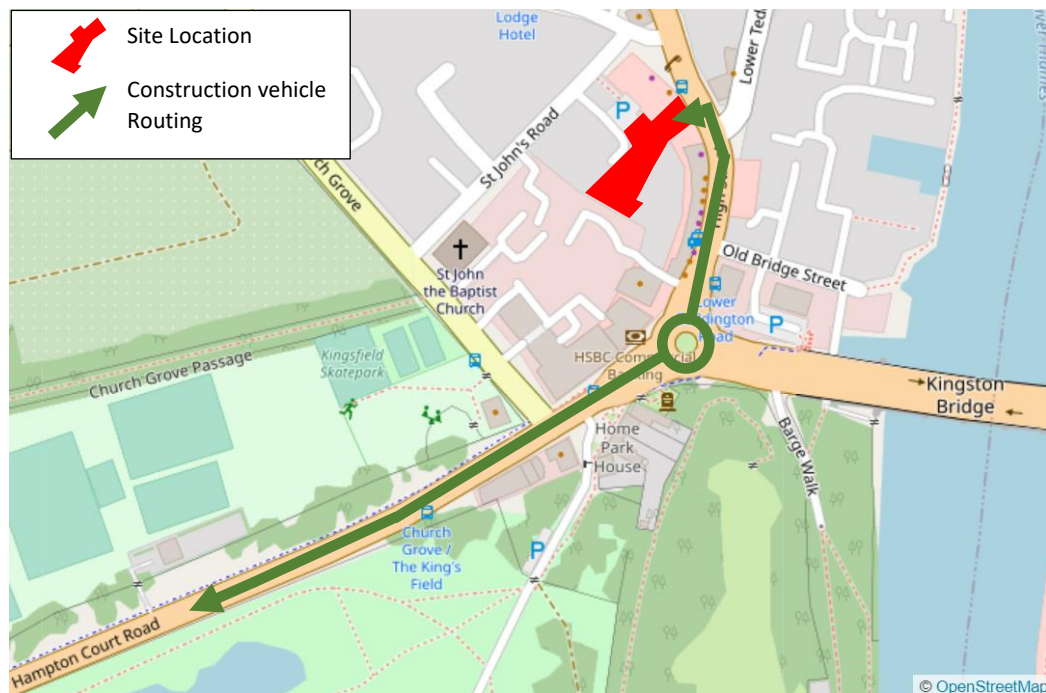 Site Location
Construction vehicle
Routing
Lodge
Hotel
Lower Ted
St John's Road
ch Grove
P
High
St John
the Baptist
Church
Old Bridge Street
Lower
dington
Road
P
Kingsfield
Skatepark
Church Grove Passage
HSBC Commercial
Banking
Kingston
Bridge
Home
Park
House
Barge Walk
Church
Grove /
The King's
Field
P
Hampton Court Road
© OpenStreetMap